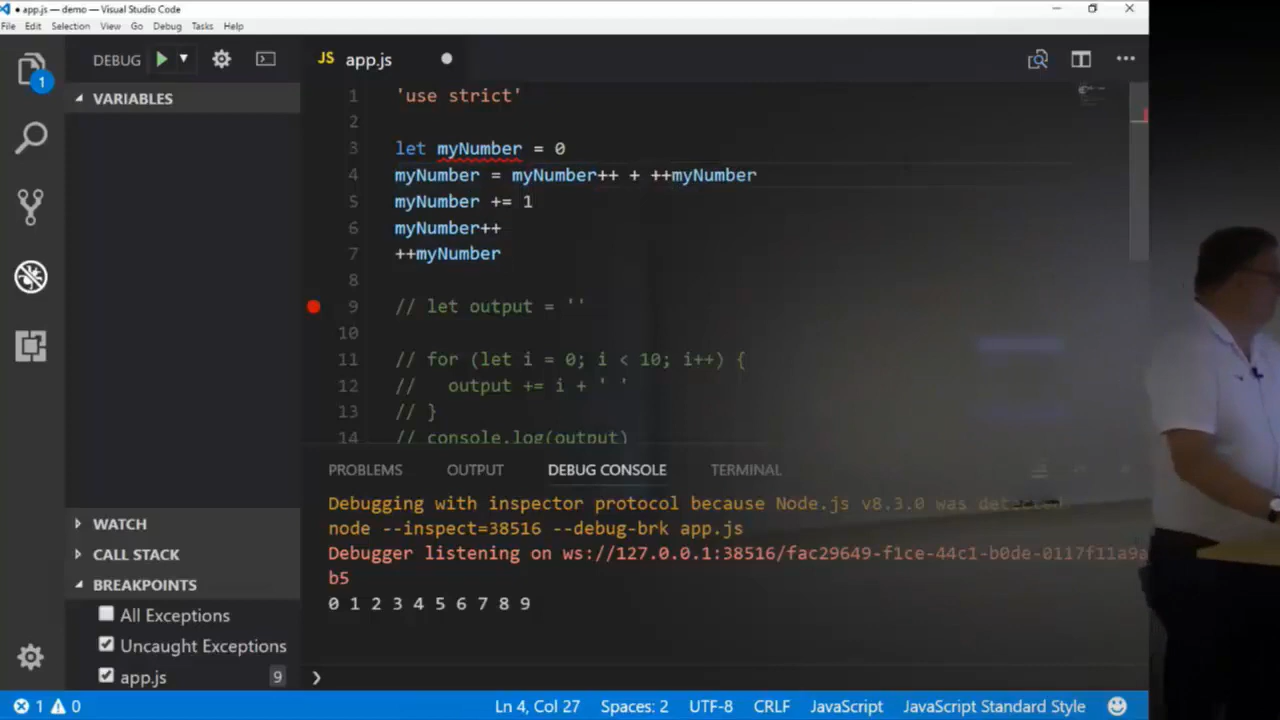 app.js — demo — Visual Studio Code
File Edit Selection View Go Debug Tasks Help
1
DEBUG
JS app.js
VARIABLES
1 'use strict'
2
3 let myNumber = 0
4 myNumber = myNumber++ + ++myNumber
5 myNumber += 1
6 myNumber++
7 ++myNumber
8
9 // let output = ''
10
11 // for (let i = 0; i < 10; i++) {
12 //   output += i + ' '
13 // }
14 // console.log(output)
PROBLEMS OUTPUT DEBUG CONSOLE TERMINAL
Debugging with inspector protocol because Node.js v8.3.0 was detected.
node --inspect=38516 --debug-brk app.js
Debugger listening on ws://127.0.0.1:38516/fac29649-f1ce-44c1-b0de-0117f11a9a
b5
0 1 2 3 4 5 6 7 8 9
WATCH
CALL STACK
BREAKPOINTS
All Exceptions
Uncaught Exceptions
app.js 9
1 0 Ln 4, Col 27 Spaces: 2 UTF-8 CRLF JavaScript JavaScript Standard Style